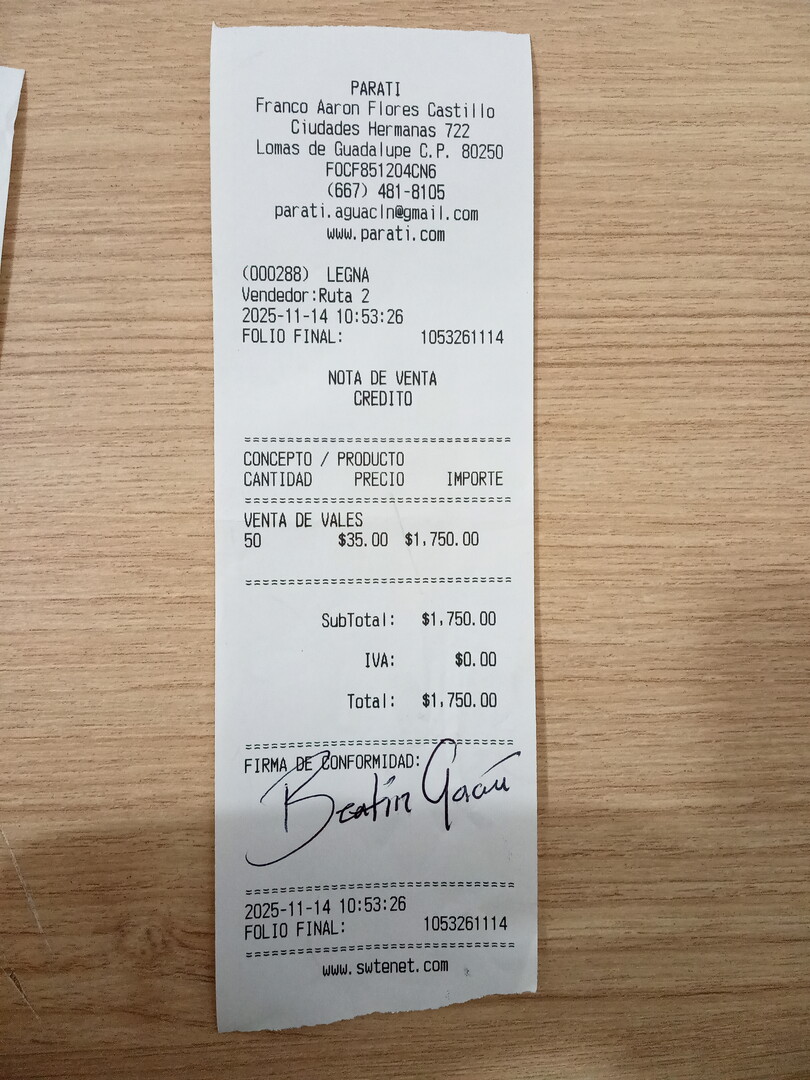 PARATI
Franco Aaron Flores Castillo
Ciudades Hermanas 722
Lomas de Guadalupe C.P. 80250
FOCF851204CN6
(667) 481-8105
parati.aguacln@gmail.com
www.parati.com
(000288) LEGNA
Vendedor:Ruta 2
2025-11-14 10:53:26
FOLIO FINAL: 1053261114
NOTA DE VENTA
CREDITO
================================
CONCEPTO / PRODUCTO
CANTIDAD PRECIO IMPORTE
================================
VENTA DE VALES
50 $35.00 $1,750.00
================================
SubTotal: $1,750.00
IVA: $0.00
Total: $1,750.00
================================
FIRMA DE CONFORMIDAD:
================================
2025-11-14 10:53:26
FOLIO FINAL: 1053261114
================================
www.swtenet.com